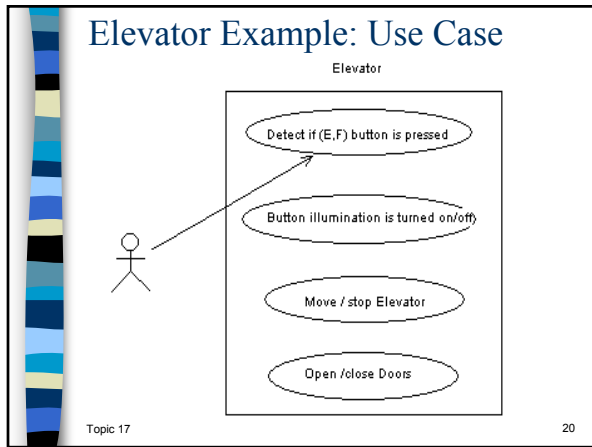 Elevator Example: Use Case
Elevator
Detect if (E,F) button is pressed
Button illumination is turned on/off)
Move / stop Elevator
Open /close Doors
Topic 17
20